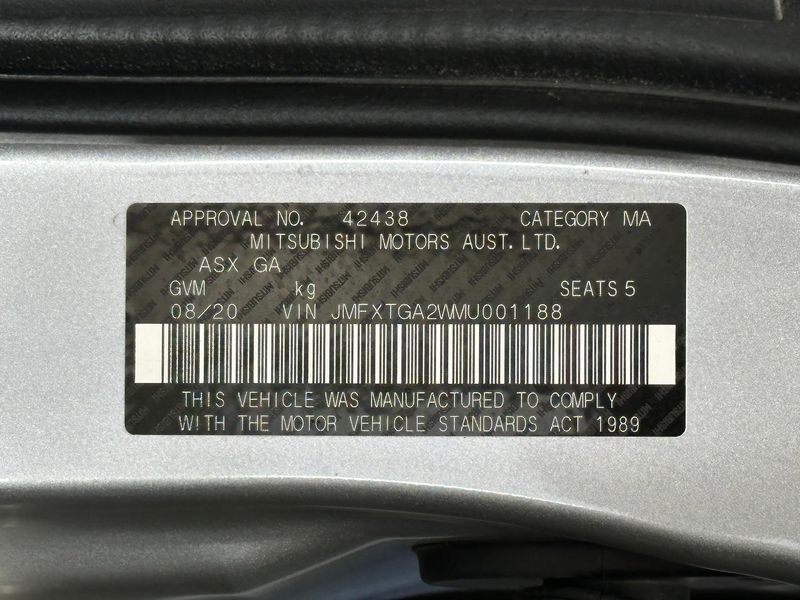 APPROVAL NO. 42438 CATEGORY MA
MITSUBISHI MOTORS AUST. LTD.
ASX GA
GVM kg SEATS 5
08/20 VIN JMFXTGA2WMU001188
THIS VEHICLE WAS MANUFACTURED TO COMPLY
WITH THE MOTOR VEHICLE STANDARDS ACT 1989